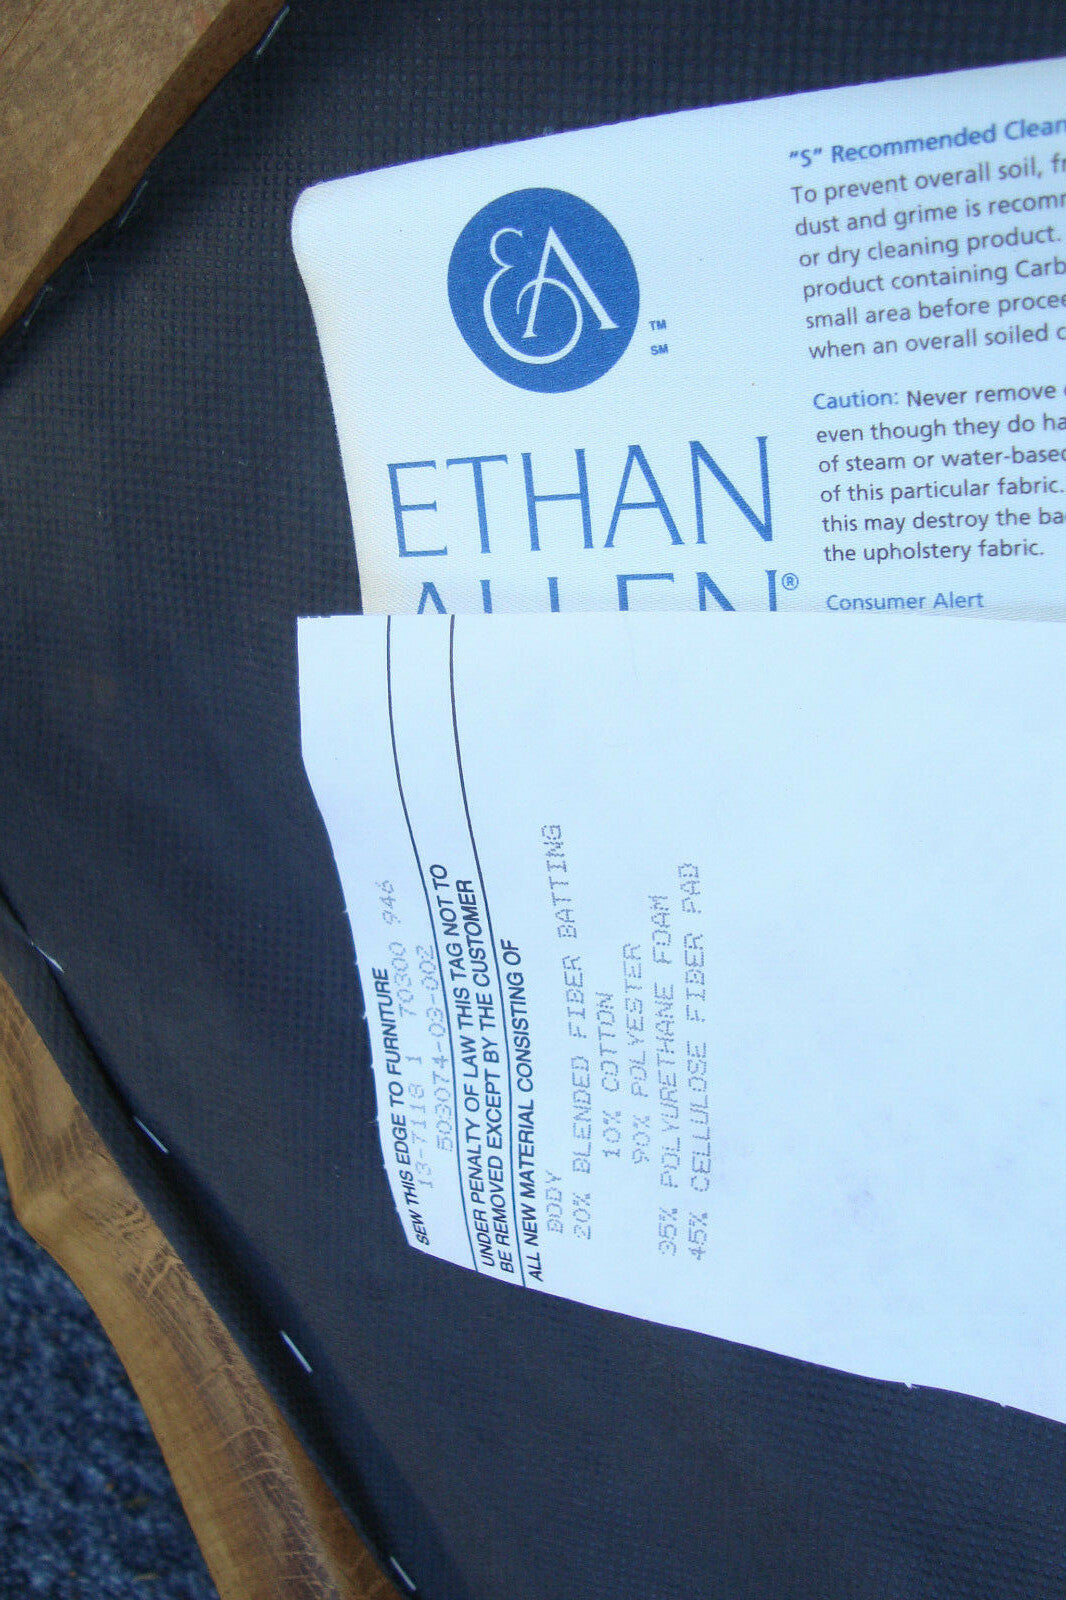 EA
TM
SM
ETHAN
ALLEN®
"S" Recommended Clean
To prevent overall soil, fr
dust and grime is recomm
or dry cleaning product.
product containing Carb
small area before procee
when an overall soiled c
Caution: Never remove
even though they do ha
of steam or water-based
of this particular fabric.
this may destroy the ba
the upholstery fabric.
Consumer Alert
SEW THIS EDGE TO FURNITURE
13-7118 1 70300 946
503074-03-002
UNDER PENALTY OF LAW THIS TAG NOT TO
BE REMOVED EXCEPT BY THE CUSTOMER
ALL NEW MATERIAL CONSISTING OF
BODY
20% BLENDED FIBER BATTING
10% COTTON
90% POLYESTER
35% POLYURETHANE FOAM
45% CELLULOSE FIBER PAD